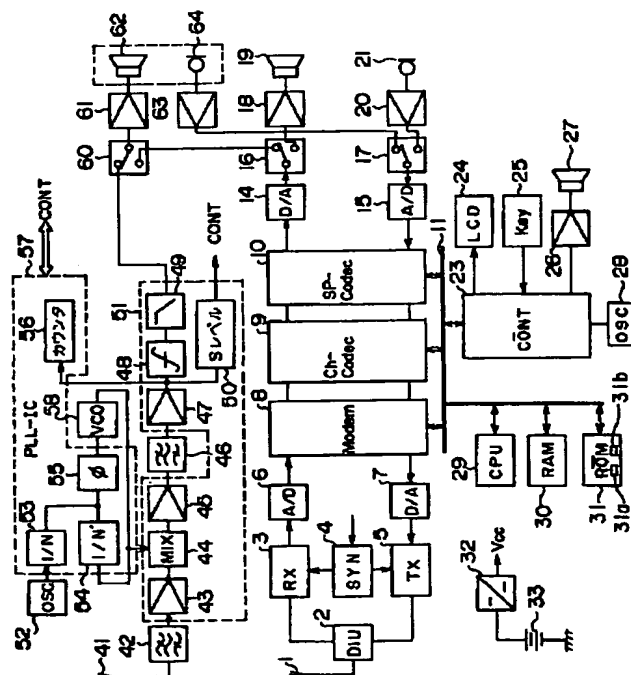 57
PLL-IC
56
カウンタ
CONT
58
VCO
53
I/N
55
Ø
52
OSC
54
I/N'
41
42
43
44
MIX
45
46
47
48
49
51
50
Sレベル
CONT
60
61
62
63
64
16
18
19
17
20
21
14
D/A
15
A/D
10
SP-Codec
9
Ch-Codec
8
Modem
11
6
A/D
7
D/A
3
RX
4
SYN
5
TX
2
DIU
1
23
CONT
24
LCD
25
Key
26
27
28
OSC
29
CPU
30
RAM
31
ROM
31a
31b
32
Vcc
33